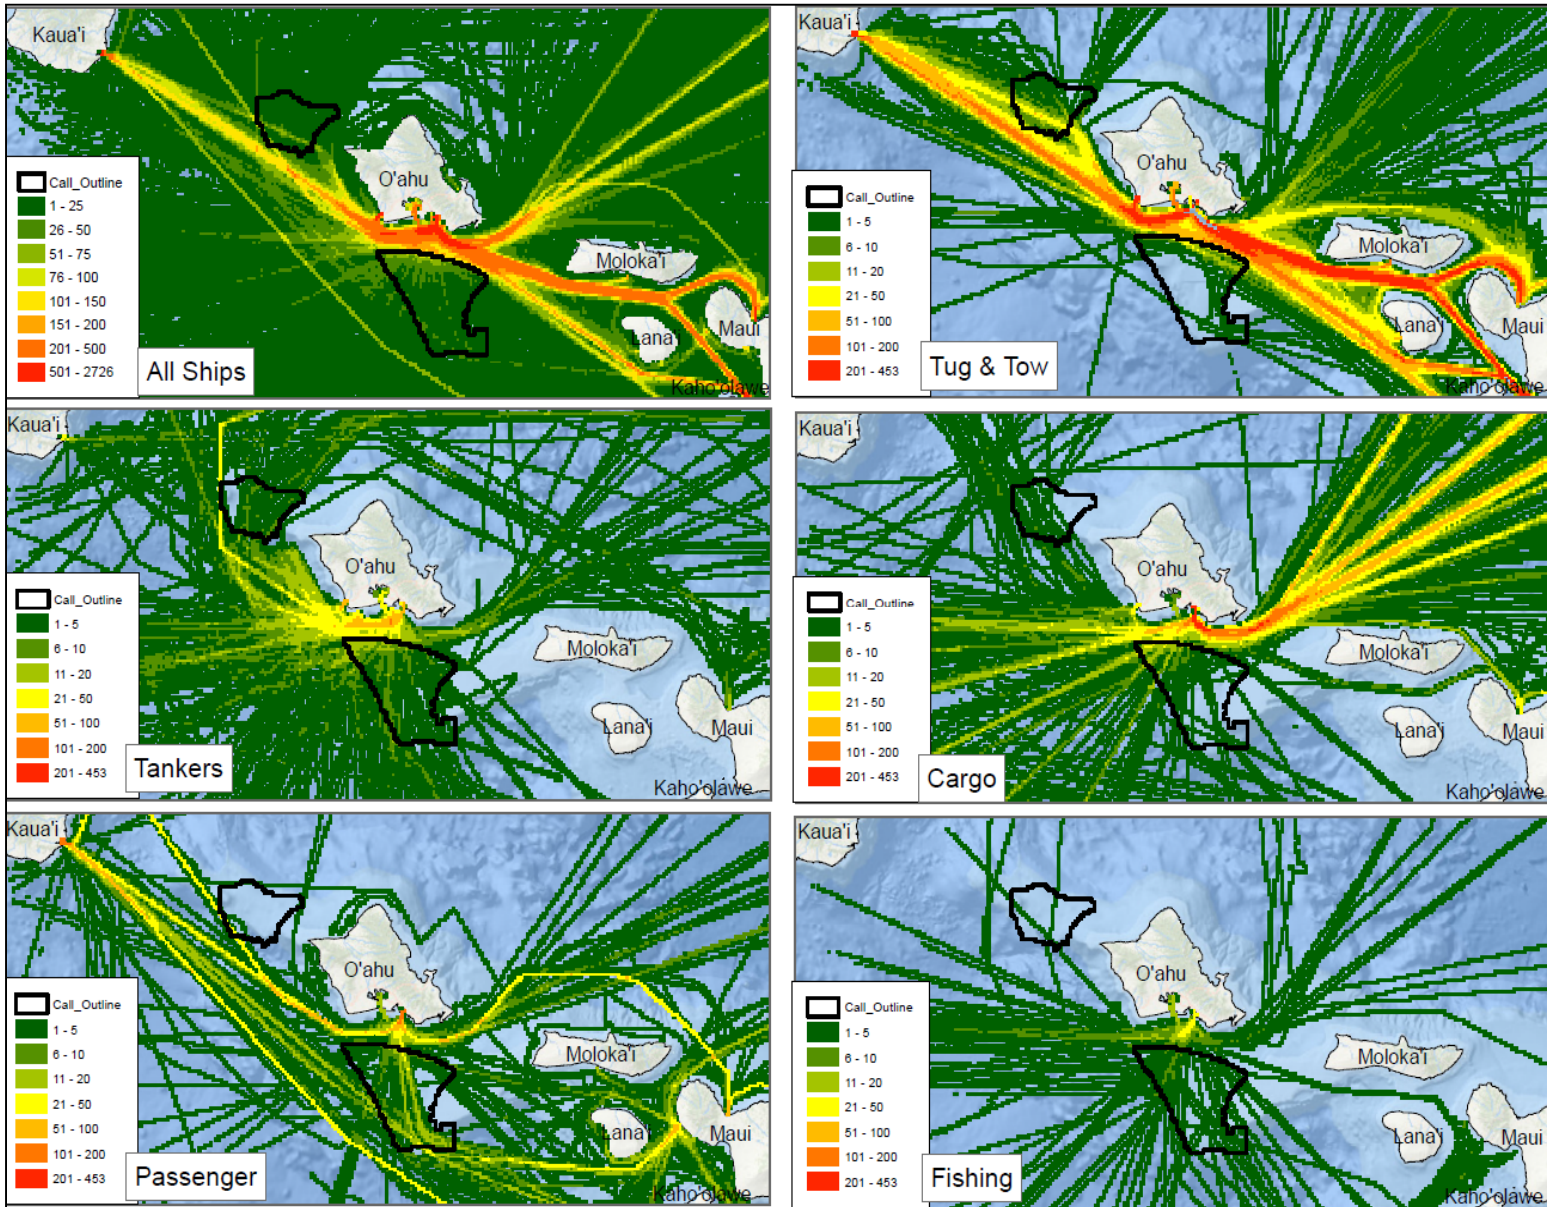 Kaua'i
O'ahu
Moloka'i
Lana'i
Maui
Kaho'olawe
Call_Outline
1 - 25
26 - 50
51 - 75
76 - 100
101 - 150
151 - 200
201 - 500
501 - 2726
All Ships
Kaua'i
O'ahu
Moloka'i
Lana'i
Maui
Kaho'olawe
Call_Outline
1 - 5
6 - 10
11 - 20
21 - 50
51 - 100
101 - 200
201 - 453
Tug & Tow
Kaua'i
O'ahu
Moloka'i
Lana'i
Maui
Kaho'olawe
Call_Outline
1 - 5
6 - 10
11 - 20
21 - 50
51 - 100
101 - 200
201 - 453
Tankers
Kaua'i
O'ahu
Moloka'i
Lana'i
Maui
Kaho'olawe
Call_Outline
1 - 5
6 - 10
11 - 20
21 - 50
51 - 100
101 - 200
201 - 453
Cargo
Kaua'i
O'ahu
Moloka'i
Lana'i
Maui
Kaho'olawe
Call_Outline
1 - 5
6 - 10
11 - 20
21 - 50
51 - 100
101 - 200
201 - 453
Passenger
Kaua'i
O'ahu
Moloka'i
Lana'i
Maui
Kaho'olawe
Call_Outline
1 - 5
6 - 10
11 - 20
21 - 50
51 - 100
101 - 200
201 - 453
Fishing